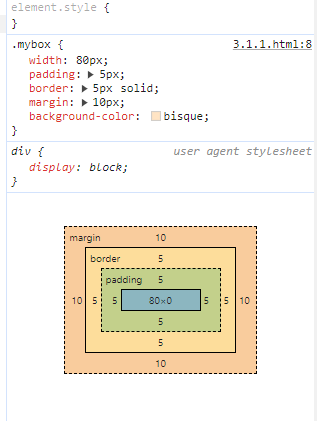 element.style {
}
.mybox { 3.1.1.html:8
width: 80px;
padding: ▶ 5px;
border: ▶ 5px solid;
margin: ▶ 10px;
background-color: bisque;
}
div { user agent stylesheet
display: block;
}
margin 10
border 5
padding 5
10 5 5 80×0 5 5 10
5
5
10